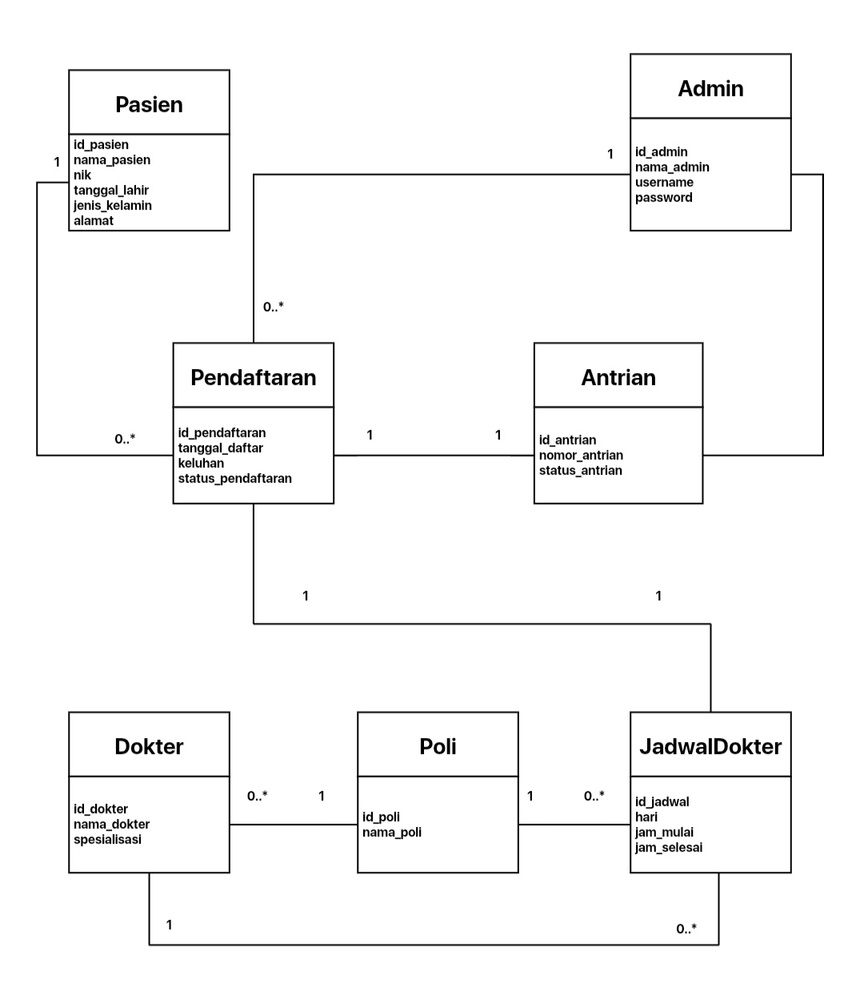 Pasien
id_pasien
nama_pasien
nik
tanggal_lahir
jenis_kelamin
alamat
1
Admin
id_admin
nama_admin
username
password
1
0..*
Pendaftaran
id_pendaftaran
tanggal_daftar
keluhan
status_pendaftaran
0..*
1
1
Antrian
id_antrian
nomor_antrian
status_antrian
1
1
Dokter
id_dokter
nama_dokter
spesialisasi
0..*
1
Poli
id_poli
nama_poli
1
0..*
JadwalDokter
id_jadwal
hari
jam_mulai
jam_selesai
1
0..*